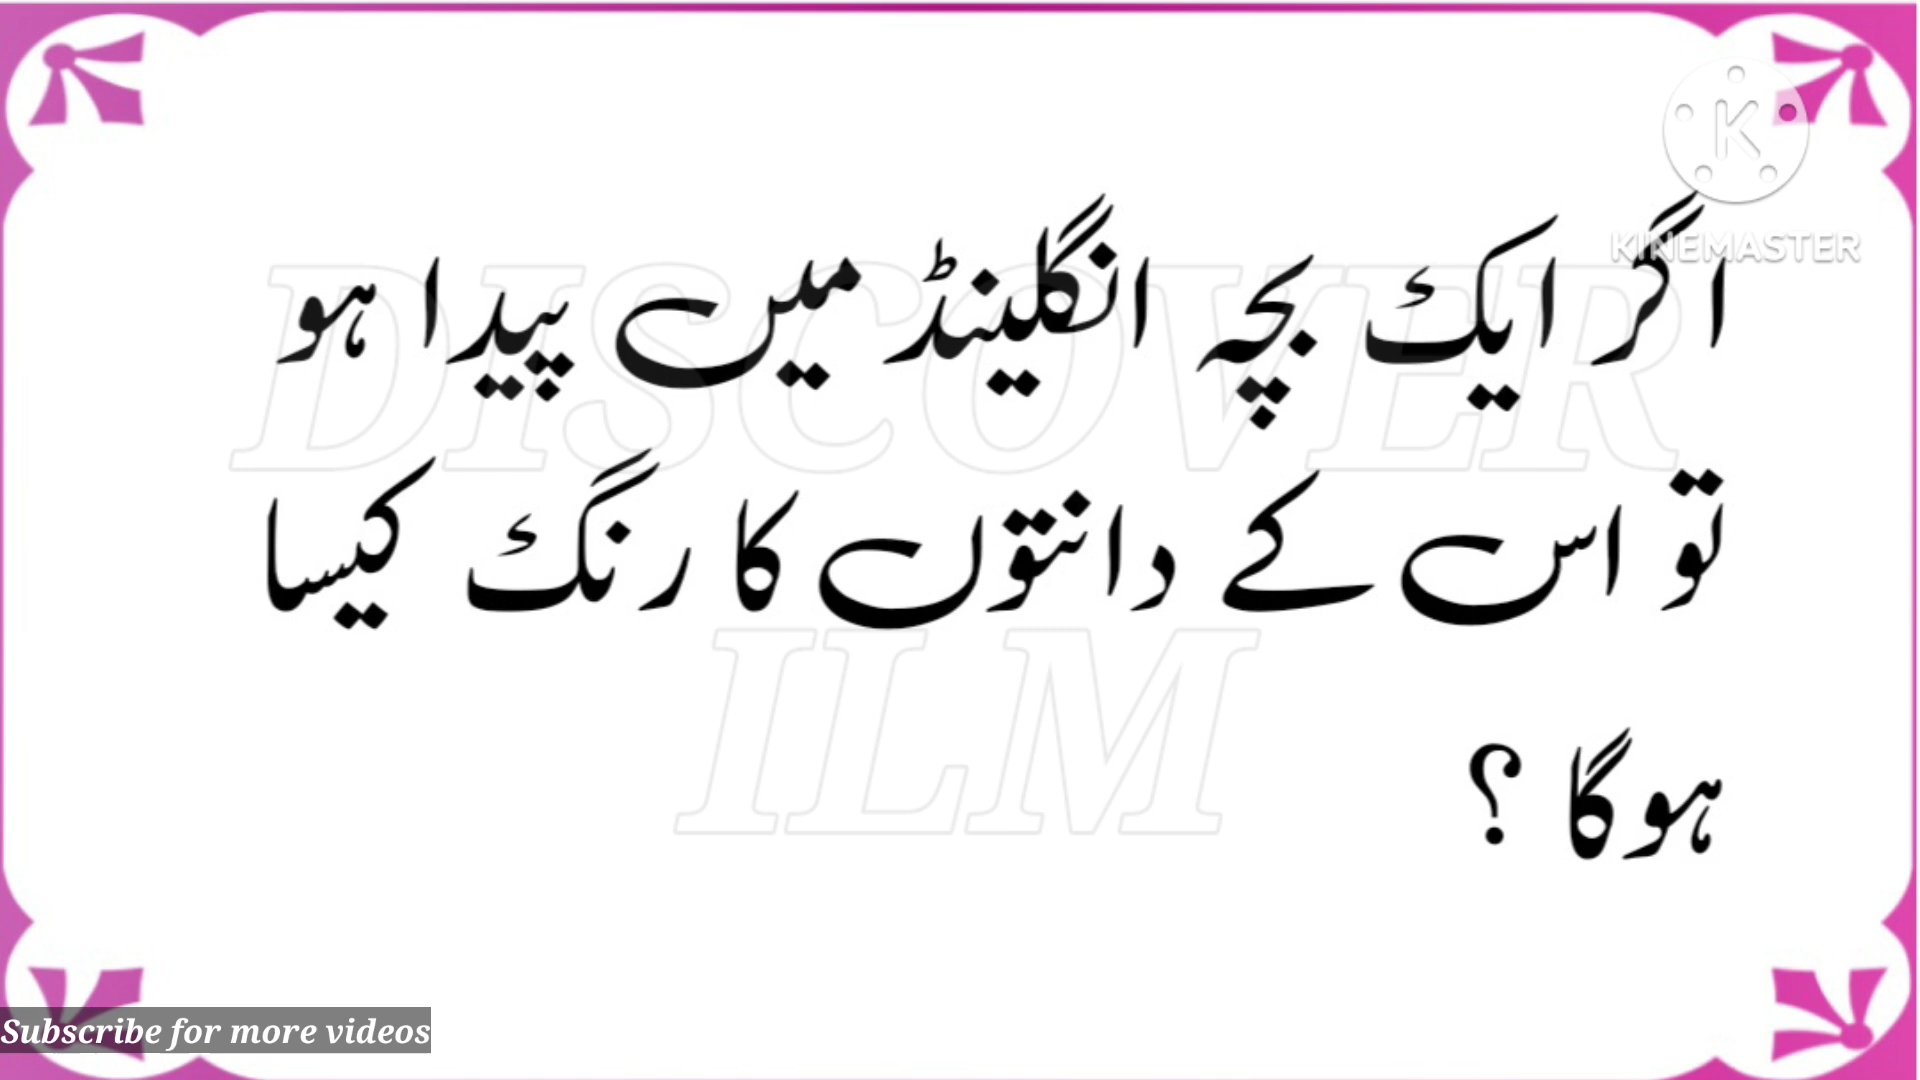 K
KINEMASTER
اگر ایک بچہ انگلینڈ میں پیدا ہو
تو اس کے دانتوں کا رنگ کیسا
ہوگا ؟
DISCOVER
ILM
Subscribe for more videos